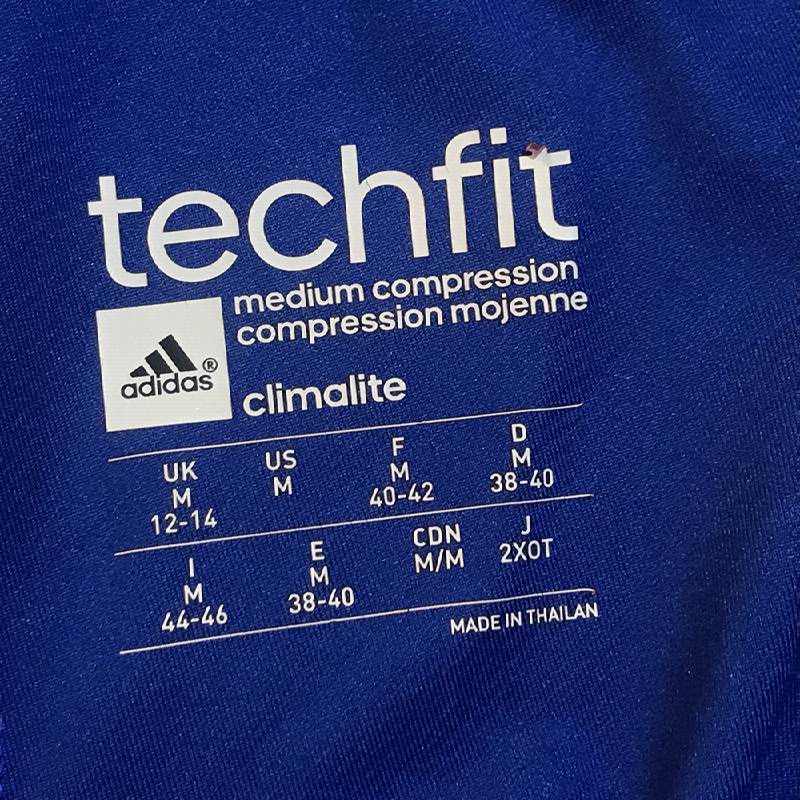 techfit
medium compression
compression mojenne
adidas®
climalite
UK US F D
M M M M
12-14 40-42 38-40
I E CDN J
M M M/M 2XOT
44-46 38-40
MADE IN THAILAN